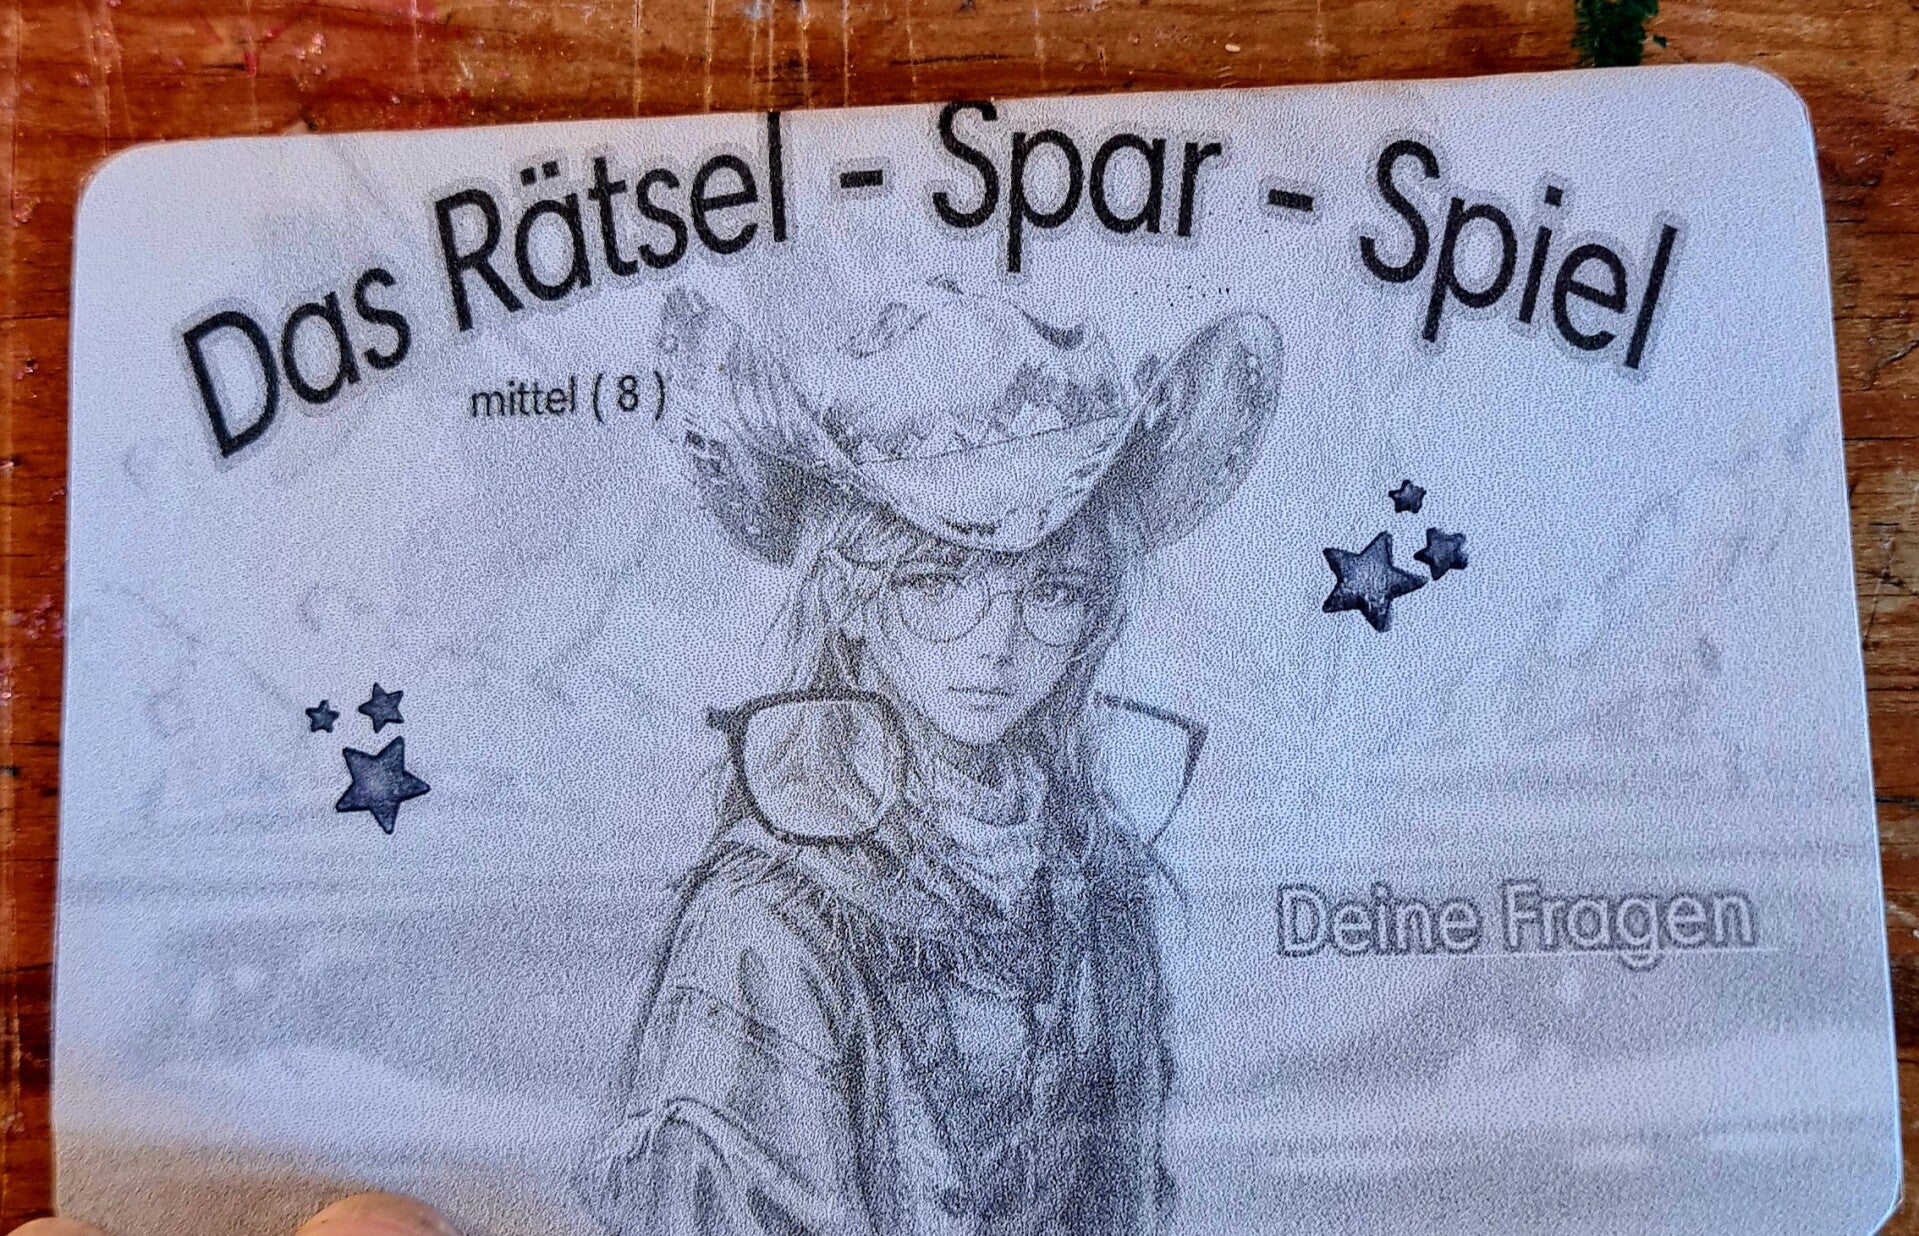 Das Rätsel - Spar - Spiel
mittel ( 8 )
Deine Fragen